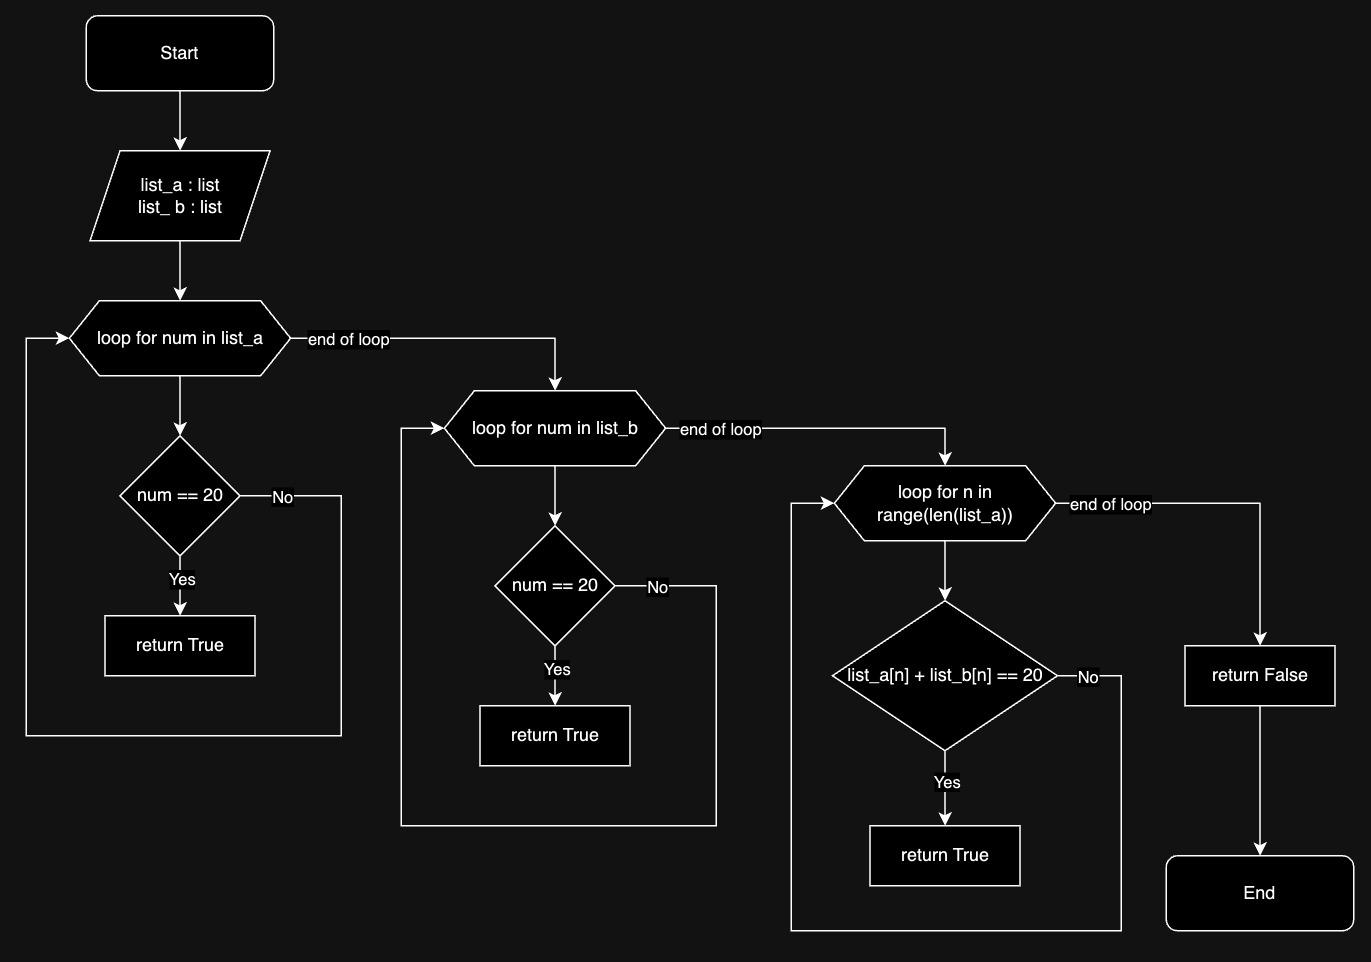 Start
list_a : list
list_ b : list
loop for num in list_a
end of loop
num == 20
No
Yes
return True
loop for num in list_b
end of loop
num == 20
No
Yes
return True
loop for n in
range(len(list_a))
end of loop
list_a[n] + list_b[n] == 20
No
Yes
return True
return False
End